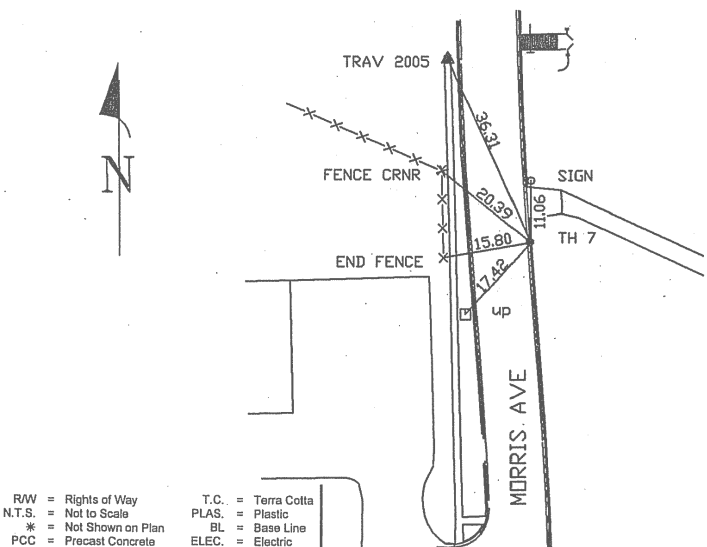 TRAV 2005
36.31
N
FENCE CRNR
20.39
SIGN
11.06
15.80
TH 7
END FENCE
17.42
up
MORRIS AVE
R/W = Rights of Way
N.T.S. = Not to Scale
* = Not Shown on Plan
PCC = Precast Concrete
T.C. = Terra Cotta
PLAS. = Plastic
BL = Base Line
ELEC. = Electric